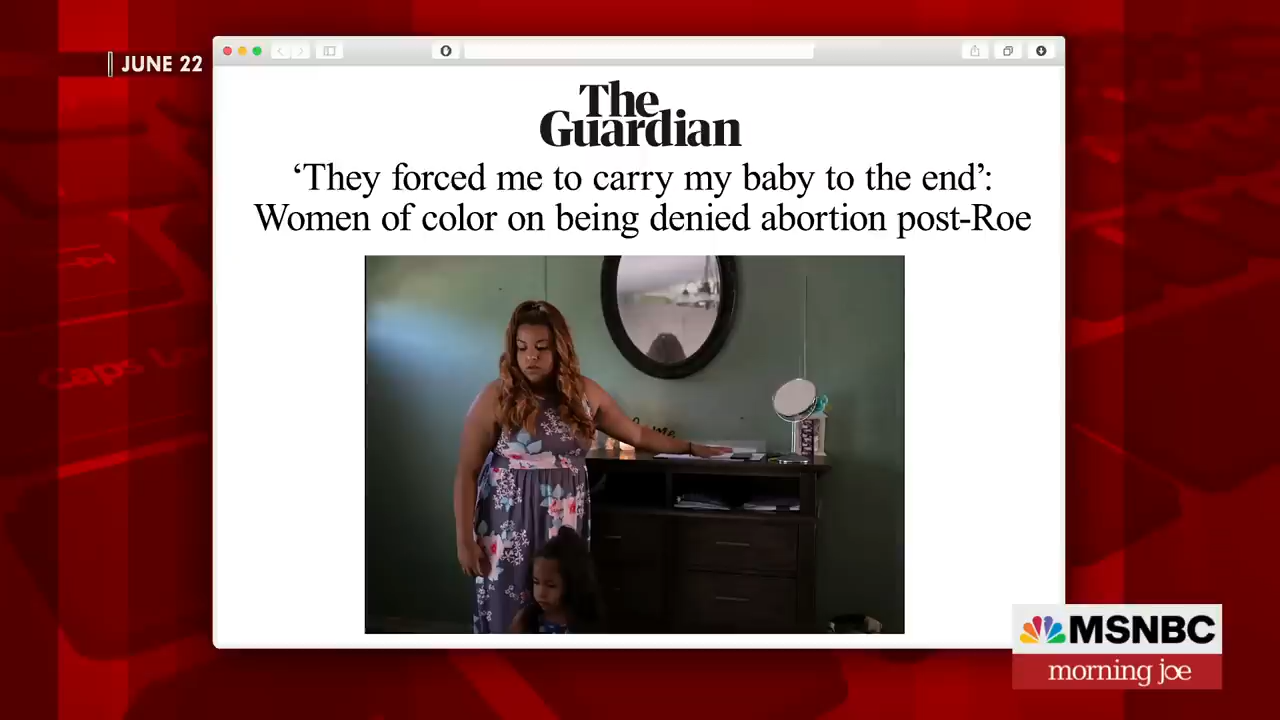 JUNE 22
The
Guardian
‘They forced me to carry my baby to the end’:
Women of color on being denied abortion post-Roe
Caps
MSNBC
morning joe